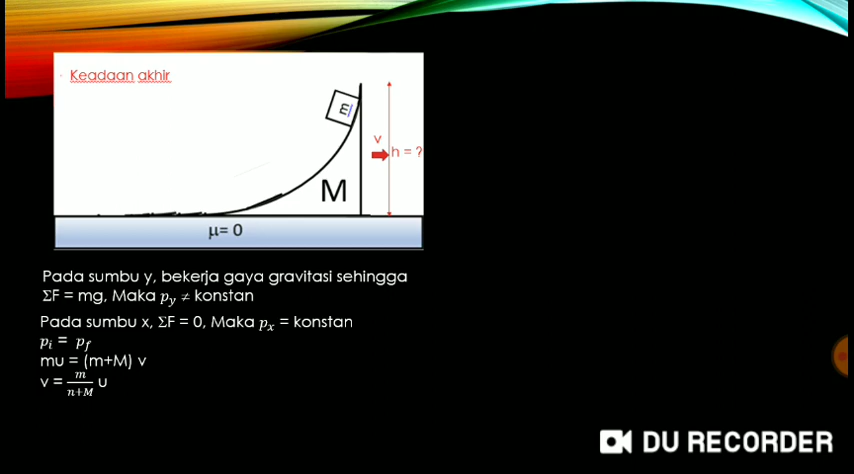 Keadaan akhir
m
v
h = ?
M
µ= 0
Pada sumbu y, bekerja gaya gravitasi sehingga
ΣF = mg, Maka p_y ≠ konstan
Pada sumbu x, ΣF = 0, Maka p_x = konstan
p_i = p_f
mu = (m+M) v
v = m/(n+M) u
DU RECORDER